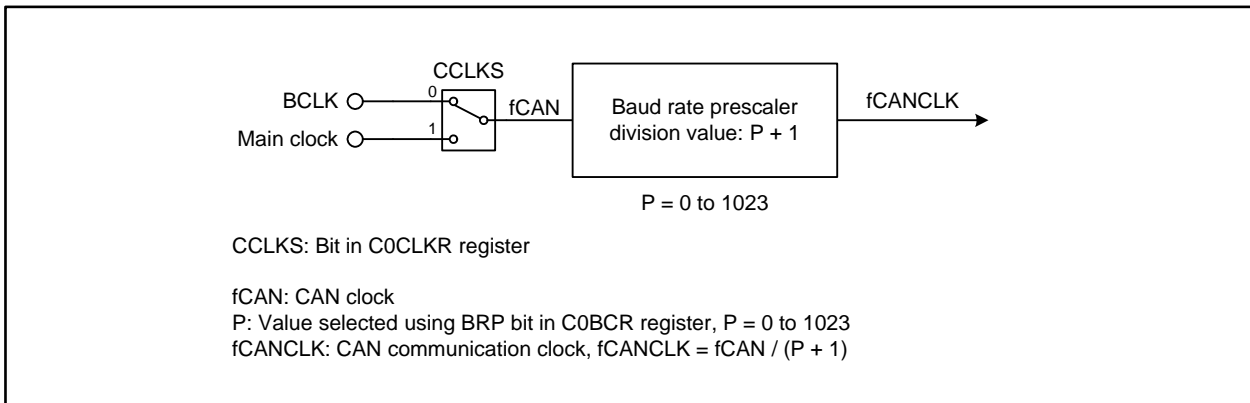 CCLKS
BCLK
0
fCAN
Baud rate prescaler
division value: P + 1
fCANCLK
Main clock
1
P = 0 to 1023
CCLKS: Bit in C0CLKR register
fCAN: CAN clock
P: Value selected using BRP bit in C0BCR register, P = 0 to 1023
fCANCLK: CAN communication clock, fCANCLK = fCAN / (P + 1)